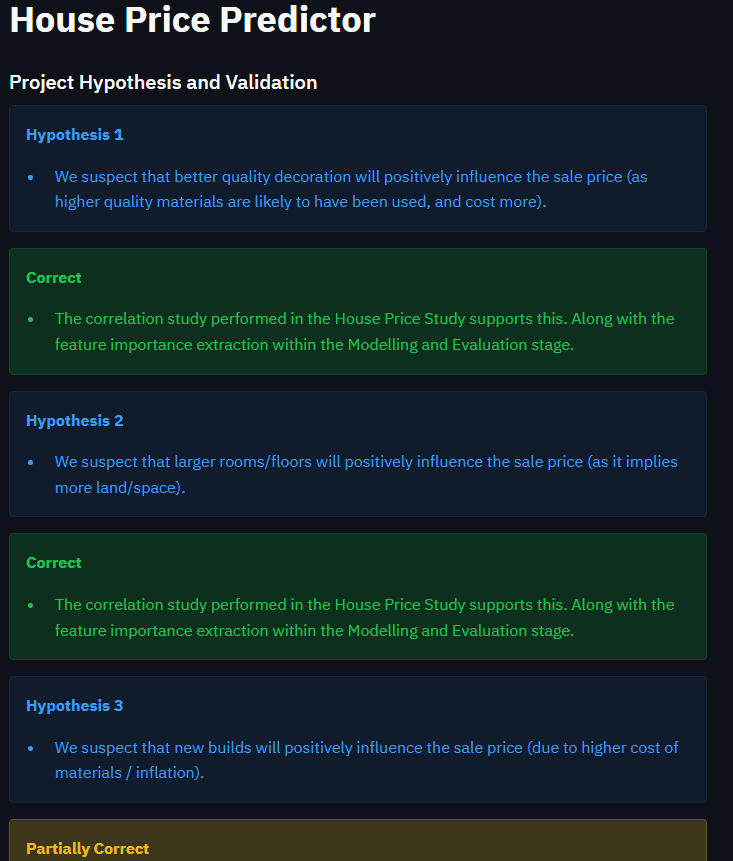 House Price Predictor
Project Hypothesis and Validation
Hypothesis 1
• We suspect that better quality decoration will positively influence the sale price (as
higher quality materials are likely to have been used, and cost more).
Correct
• The correlation study performed in the House Price Study supports this. Along with the
feature importance extraction within the Modelling and Evaluation stage.
Hypothesis 2
• We suspect that larger rooms/floors will positively influence the sale price (as it implies
more land/space).
Correct
• The correlation study performed in the House Price Study supports this. Along with the
feature importance extraction within the Modelling and Evaluation stage.
Hypothesis 3
• We suspect that new builds will positively influence the sale price (due to higher cost of
materials / inflation).
Partially Correct